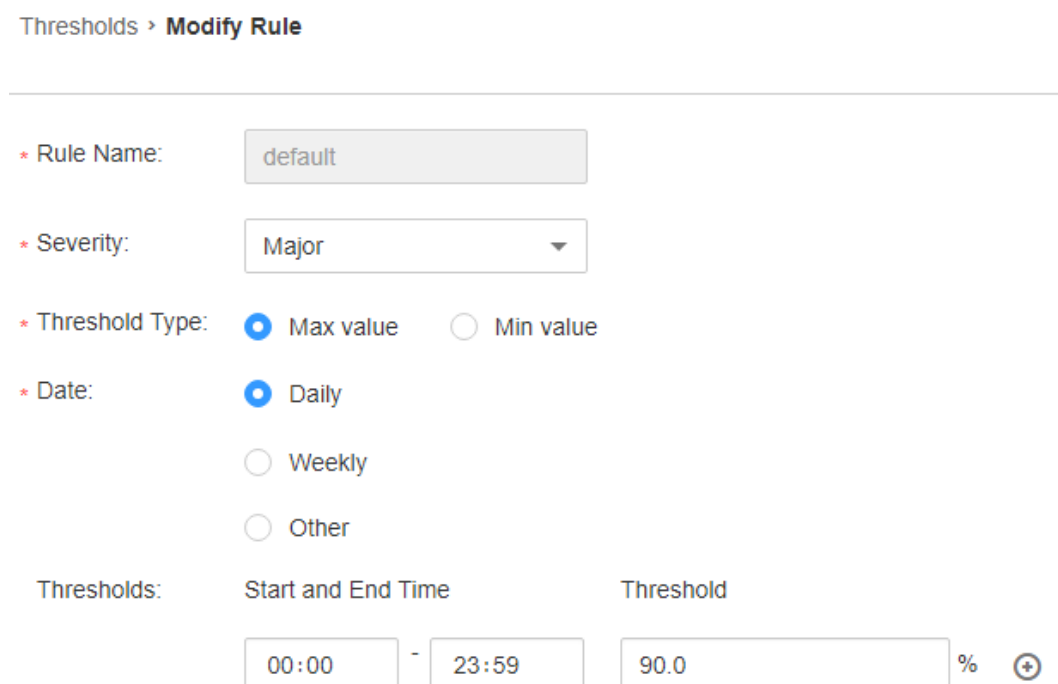 Thresholds > Modify Rule
* Rule Name: default
* Severity: Major
* Threshold Type: Max value Min value
* Date: Daily
Weekly
Other
Thresholds: Start and End Time Threshold
00:00 - 23:59 90.0 %